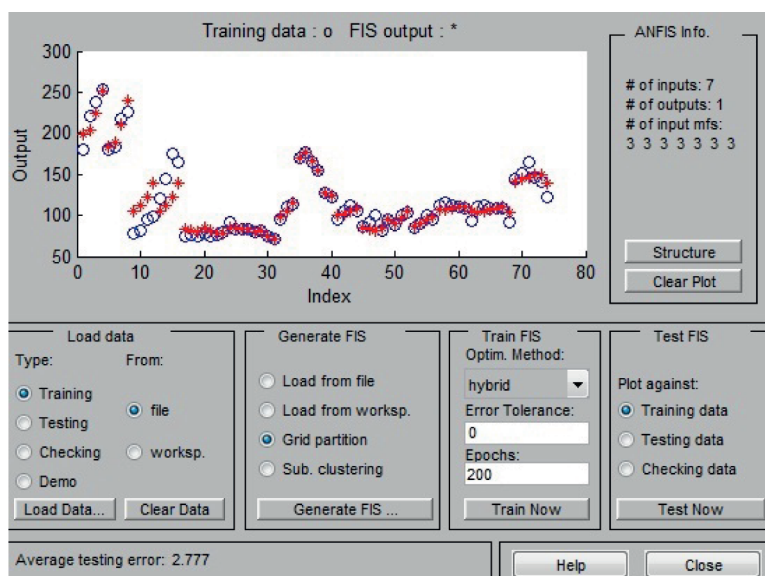 Training data : o FIS output : *
300
250
200
150
100
50
Output
0 10 20 30 40 50 60 70 80
Index
ANFIS Info.
# of inputs: 7
# of outputs: 1
# of input mfs:
3 3 3 3 3 3 3
Structure
Clear Plot
Load data
Type: From:
Training
file
Testing
Checking
worksp.
Demo
Load Data... Clear Data
Generate FIS
Load from file
Load from worksp.
Grid partition
Sub. clustering
Generate FIS ...
Train FIS
Optim. Method:
hybrid
Error Tolerance:
0
Epochs:
200
Train Now
Test FIS
Plot against:
Training data
Testing data
Checking data
Test Now
Average testing error: 2.777
Help Close